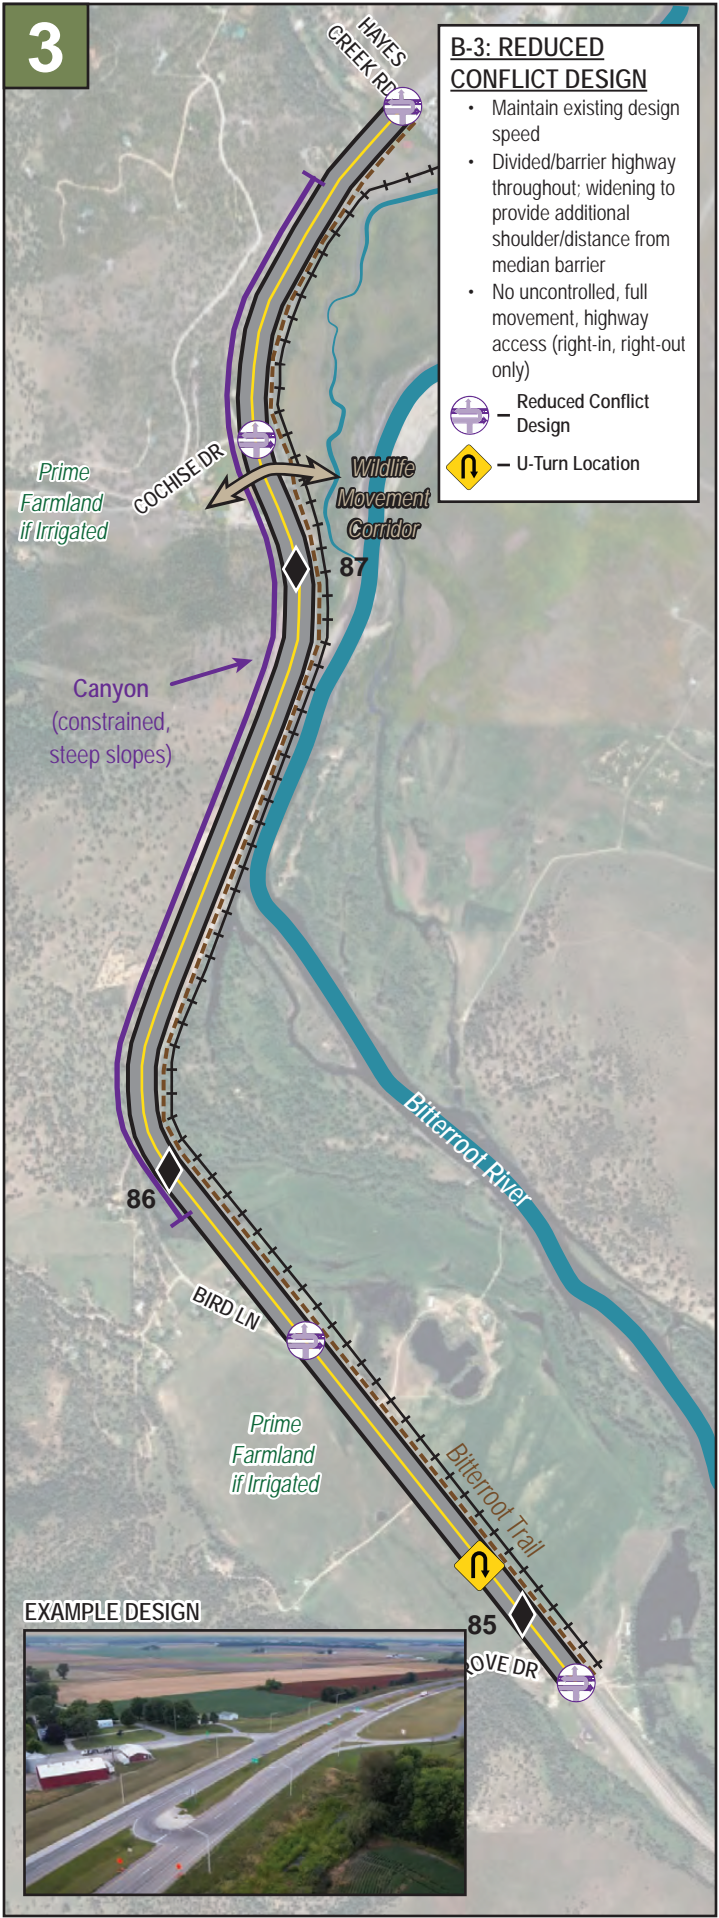 3
HAYES
CREEK RD
B-3: REDUCED
CONFLICT DESIGN
• Maintain existing design
speed
• Divided/barrier highway
throughout; widening to
provide additional
shoulder/distance from
median barrier
• No uncontrolled, full
movement, highway
access (right-in, right-out
only)
– Reduced Conflict
Design
– U-Turn Location
COCHISE DR
Prime
Farmland
if Irrigated
Wildlife
Movement
Corridor
87
Canyon
(constrained,
steep slopes)
Bitterroot River
86
BIRD LN
Prime
Farmland
if Irrigated
Bitterroot Trail
EXAMPLE DESIGN
85
ROVE DR